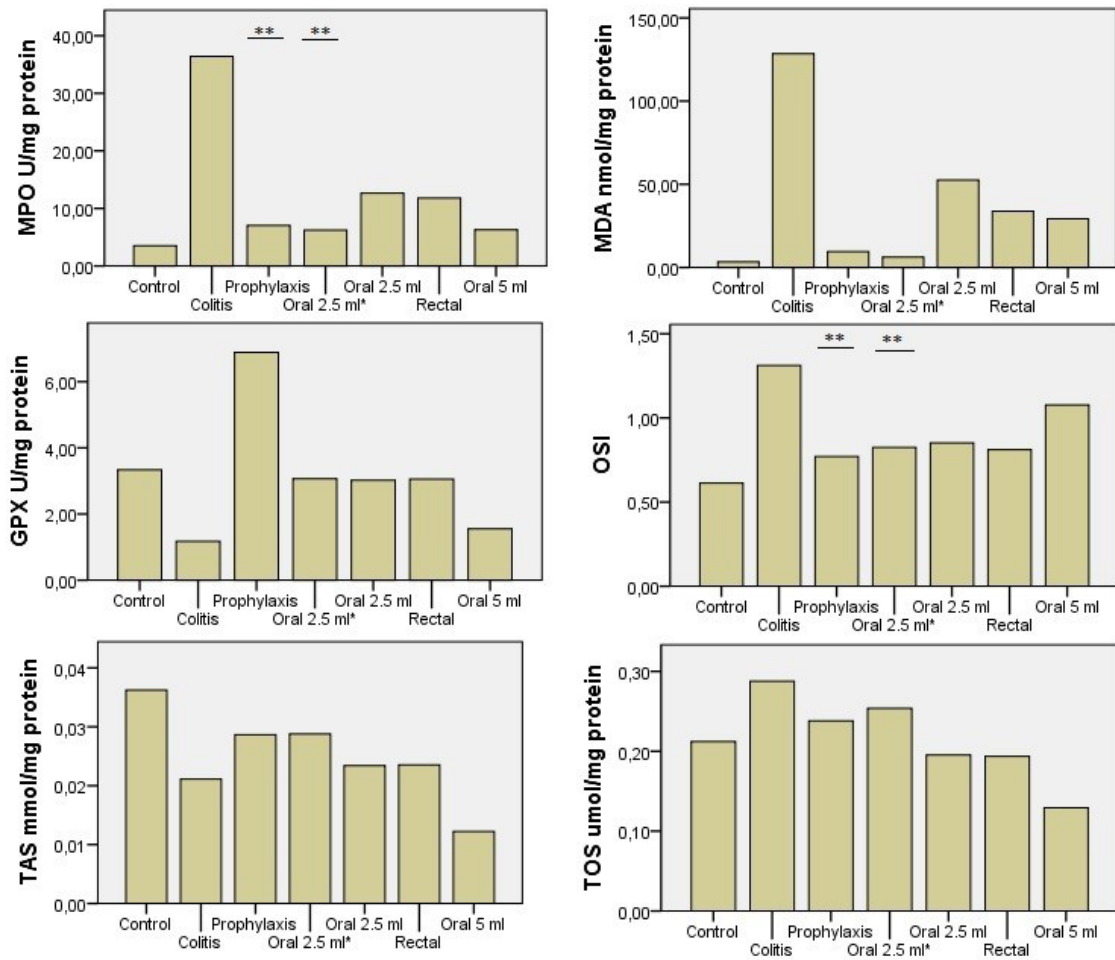 MPO U/mg protein
40,00
30,00
20,00
10,00
0,00
** **
Control Prophylaxis Oral 2.5 ml Oral 5 ml
Colitis Oral 2.5 ml* Rectal
MDA nmol/mg protein
150,00
100,00
50,00
0,00
Control Prophylaxis Oral 2.5 ml Oral 5 ml
Colitis Oral 2.5 ml* Rectal
GPX U/mg protein
6,00
4,00
2,00
0,00
Control Prophylaxis Oral 2.5 ml Oral 5 ml
Colitis Oral 2.5 ml* Rectal
OSI
1,50
1,00
0,50
0,00
** **
Control Prophylaxis Oral 2.5 ml Oral 5 ml
Colitis Oral 2.5 ml* Rectal
TAS mmol/mg protein
0,04
0,03
0,02
0,01
0,00
Control Prophylaxis Oral 2.5 ml Oral 5 ml
Colitis Oral 2.5 ml* Rectal
TOS umol/mg protein
0,30
0,20
0,10
0,00
Control Prophylaxis Oral 2.5 ml Oral 5 ml
Colitis Oral 2.5 ml* Rectal